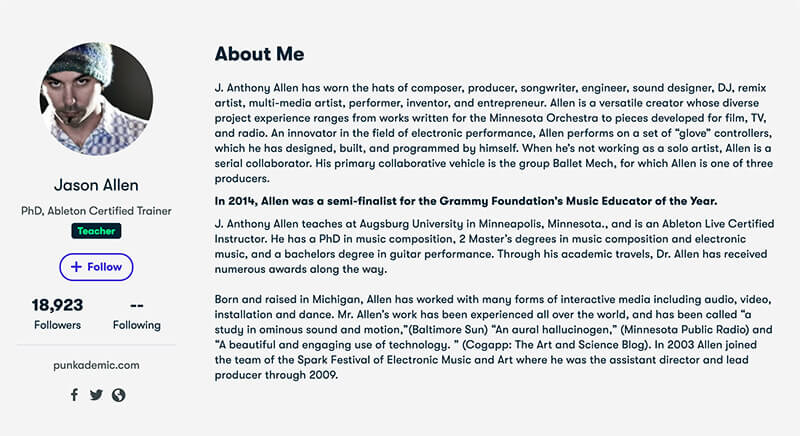 About Me
J. Anthony Allen has worn the hats of composer, producer, songwriter, engineer, sound designer, DJ, remix
artist, multi-media artist, performer, inventor, and entrepreneur. Allen is a versatile creator whose diverse
project experience ranges from works written for the Minnesota Orchestra to pieces developed for film, TV,
and radio. An innovator in the field of electronic performance, Allen performs on a set of “glove” controllers,
which he has designed, built, and programmed by himself. When he’s not working as a solo artist, Allen is a
serial collaborator. His primary collaborative vehicle is the group Ballet Mech, for which Allen is one of three
producers.
In 2014, Allen was a semi-finalist for the Grammy Foundation’s Music Educator of the Year.
J. Anthony Allen teaches at Augsburg University in Minneapolis, Minnesota., and is an Ableton Live Certified
Instructor. He has a PhD in music composition, 2 Master’s degrees in music composition and electronic
music, and a bachelors degree in guitar performance. Through his academic travels, Dr. Allen has received
numerous awards along the way.
Born and raised in Michigan, Allen has worked with many forms of interactive media including audio, video,
installation and dance. Mr. Allen’s work has been experienced all over the world, and has been called “a
study in ominous sound and motion,”(Baltimore Sun) “An aural hallucinogen,” (Minnesota Public Radio) and
“A beautiful and engaging use of technology. ” (Cogapp: The Art and Science Blog). In 2003 Allen joined
the team of the Spark Festival of Electronic Music and Art where he was the assistant director and lead
producer through 2009.
Jason Allen
PhD, Ableton Certified Trainer
Teacher
+ Follow
18,923 --
Followers Following
punkademic.com